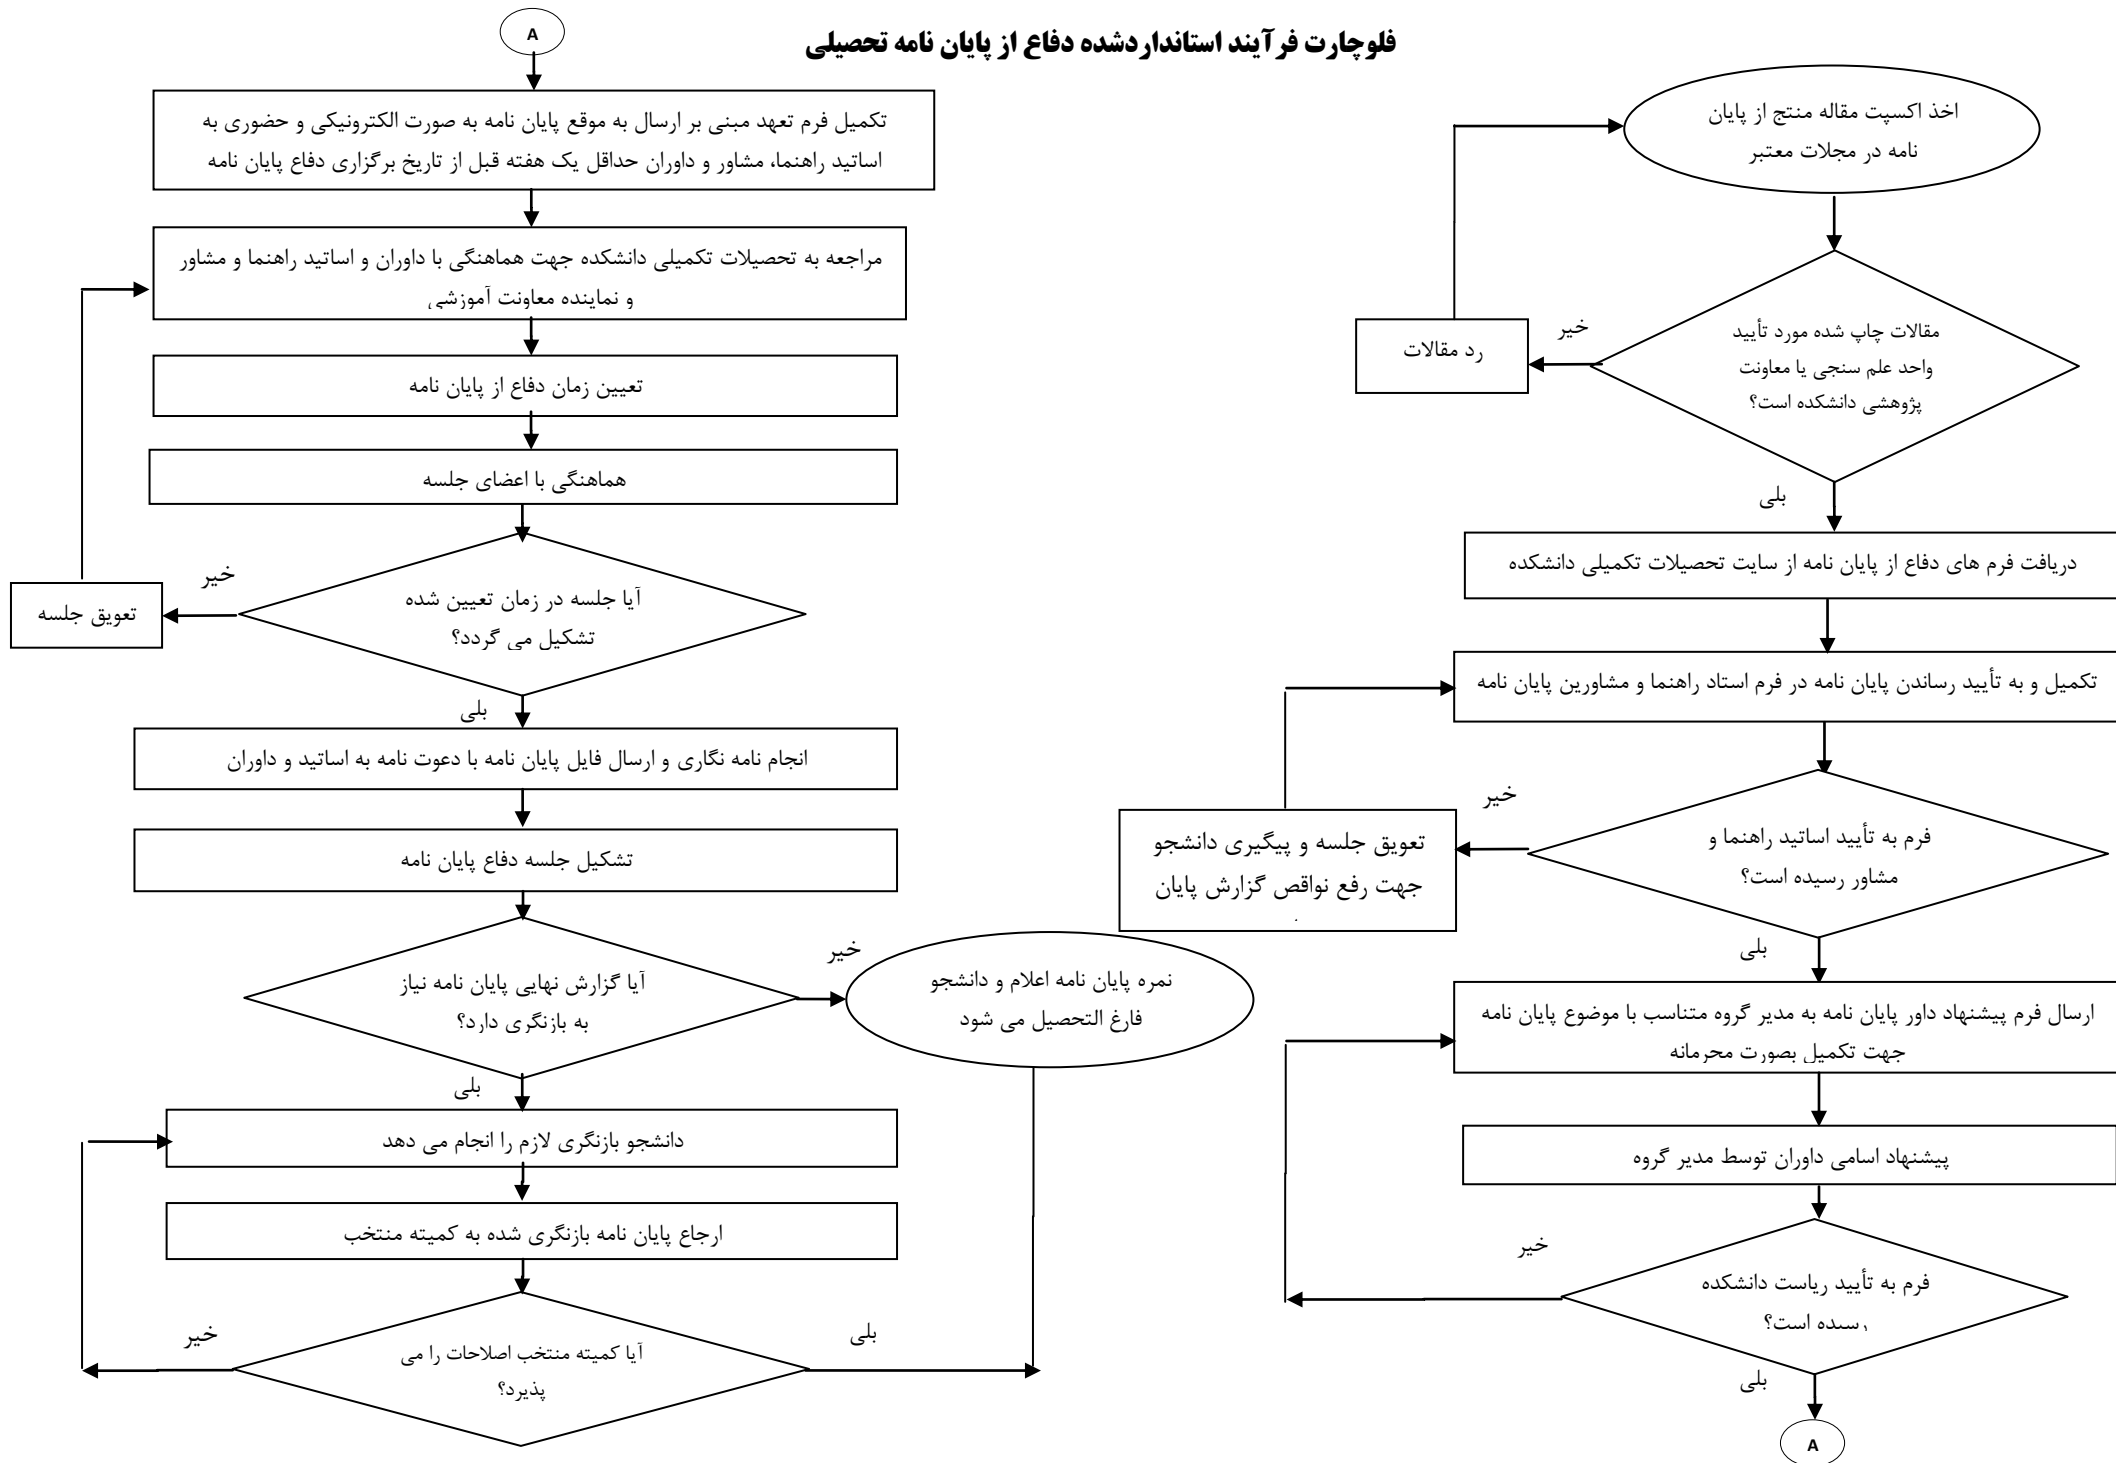 فلوچارت فرآیند استانداردشده دفاع از پایان نامه تحصیلی
اخذ اکسپت مقاله منتج از پایان
نامه در مجلات معتبر
مقالات چاپ شده مورد تأیید
واحد علم سنجی یا معاونت
پژوهشی دانشکده است؟
خیر
رد مقالات
بلی
دریافت فرم های دفاع از پایان نامه از سایت تحصیلات تکمیلی دانشکده
تکمیل و به تأیید رساندن پایان نامه در فرم استاد راهنما و مشاورین پایان نامه
فرم به تأیید اساتید راهنما و
مشاور رسیده است؟
خیر
تعویق جلسه و پیگیری دانشجو
جهت رفع نواقص گزارش پایان
بلی
ارسال فرم پیشنهاد داور پایان نامه به مدیر گروه متناسب با موضوع پایان نامه
جهت تکمیل بصورت محرمانه
پیشنهاد اسامی داوران توسط مدیر گروه
فرم به تأیید ریاست دانشکده
رسیده است؟
خیر
بلی
A
A
تکمیل فرم تعهد مبنی بر ارسال به موقع پایان نامه به صورت الکترونیکی و حضوری به
اساتید راهنما، مشاور و داوران حداقل یک هفته قبل از تاریخ برگزاری دفاع پایان نامه
مراجعه به تحصیلات تکمیلی دانشکده جهت هماهنگی با داوران و اساتید راهنما و مشاور
و نماینده معاونت آموزشی
تعیین زمان دفاع از پایان نامه
هماهنگی با اعضای جلسه
آیا جلسه در زمان تعیین شده
تشکیل می گردد؟
خیر
تعویق جلسه
بلی
انجام نامه نگاری و ارسال فایل پایان نامه با دعوت نامه به اساتید و داوران
تشکیل جلسه دفاع پایان نامه
آیا گزارش نهایی پایان نامه نیاز
به بازنگری دارد؟
خیر
نمره پایان نامه اعلام و دانشجو
فارغ التحصیل می شود
بلی
دانشجو بازنگری لازم را انجام می دهد
ارجاع پایان نامه بازنگری شده به کمیته منتخب
آیا کمیته منتخب اصلاحات را می
پذیرد؟
خیر
بلی